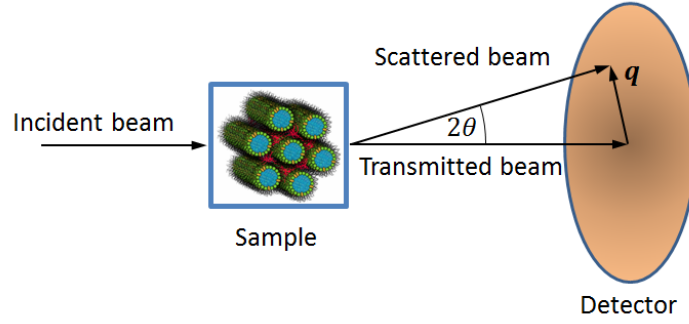 Scattered beam
q
Incident beam
2θ
Transmitted beam
Sample
Detector